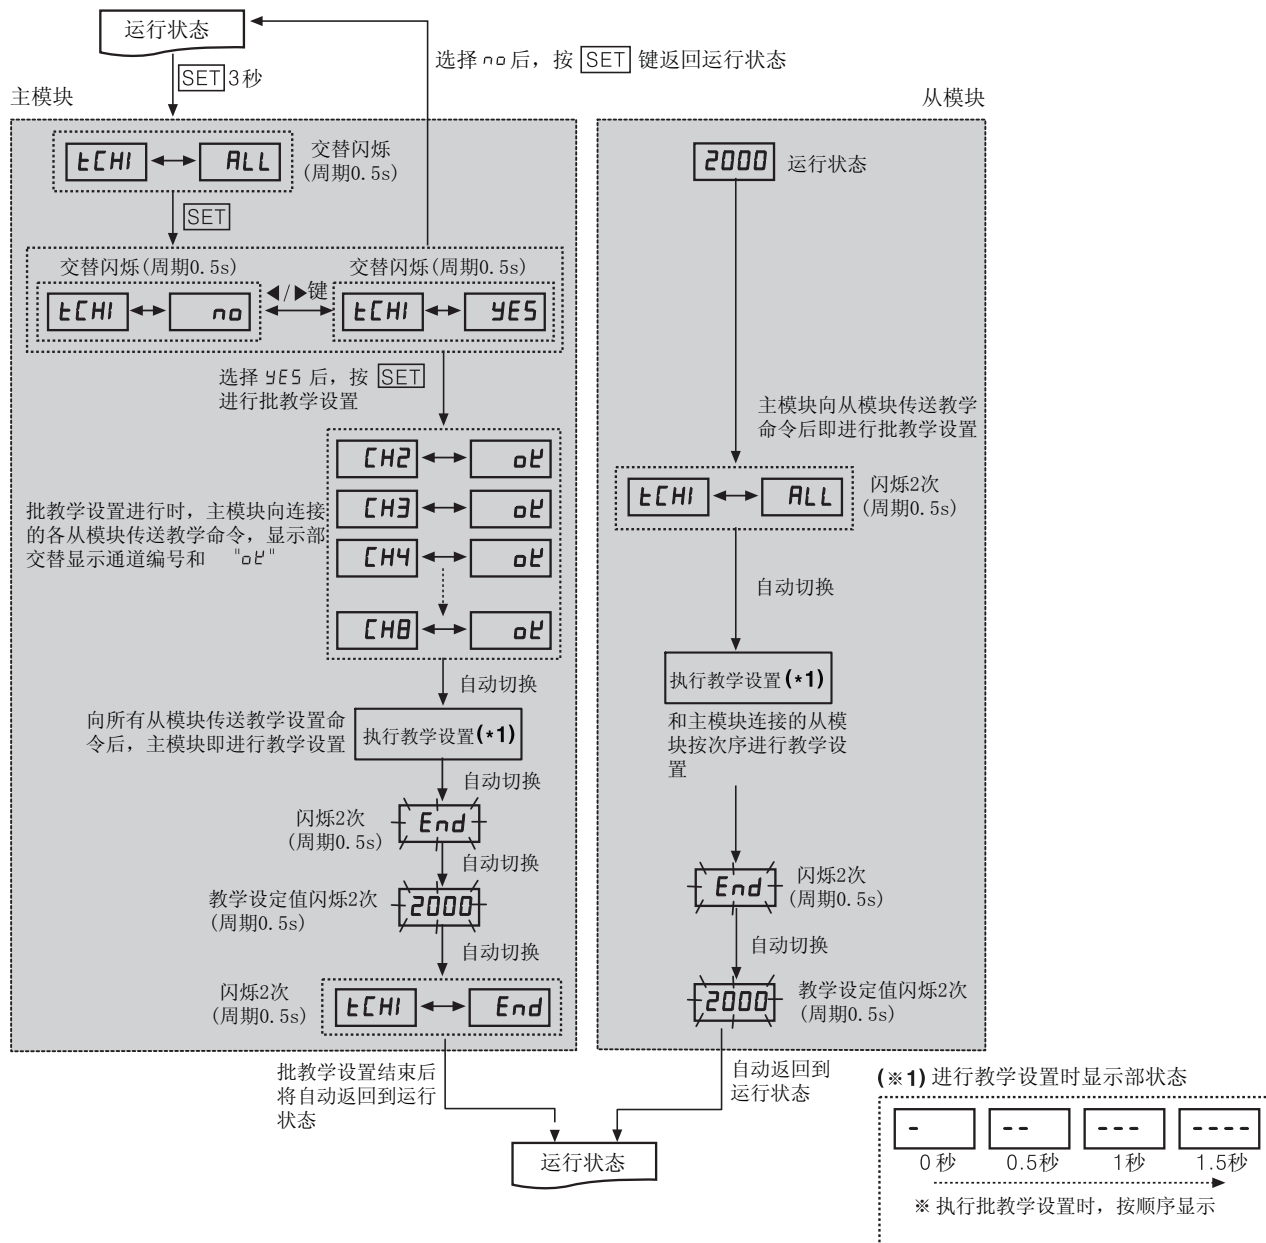 运行状态
选择 no 后，按 SET 键返回运行状态
SET 3秒
主模块
从模块
tCH1
ALL
交替闪烁
(周期0.5s)
SET
交替闪烁(周期0.5s)
交替闪烁(周期0.5s)
tCH1
no
◀/▶键
tCH1
YES
选择 YES 后，按 SET
进行批教学设置
CH2
ok
CH3
ok
CH4
ok
CH8
ok
批教学设置进行时，主模块向连接
的各从模块传送教学命令，显示部
交替显示通道编号和 "ok"
自动切换
向所有从模块传送教学设置命
令后，主模块即进行教学设置
执行教学设置(*1)
自动切换
闪烁2次
(周期0.5s)
End
自动切换
教学设定值闪烁2次
(周期0.5s)
2000
自动切换
闪烁2次
(周期0.5s)
tCH1
End
批教学设置结束后
将自动返回到运行
状态
2000
运行状态
主模块向从模块传送教学
命令后即进行批教学设置
tCH1
ALL
闪烁2次
(周期0.5s)
自动切换
执行教学设置(*1)
和主模块连接的从模
块按次序进行教学设
置
End
闪烁2次
(周期0.5s)
自动切换
2000
教学设定值闪烁2次
(周期0.5s)
自动返回到
运行状态
运行状态
(※1) 进行教学设置时显示部状态
-
--
---
----
0秒
0.5秒
1秒
1.5秒
※ 执行批教学设置时，按顺序显示